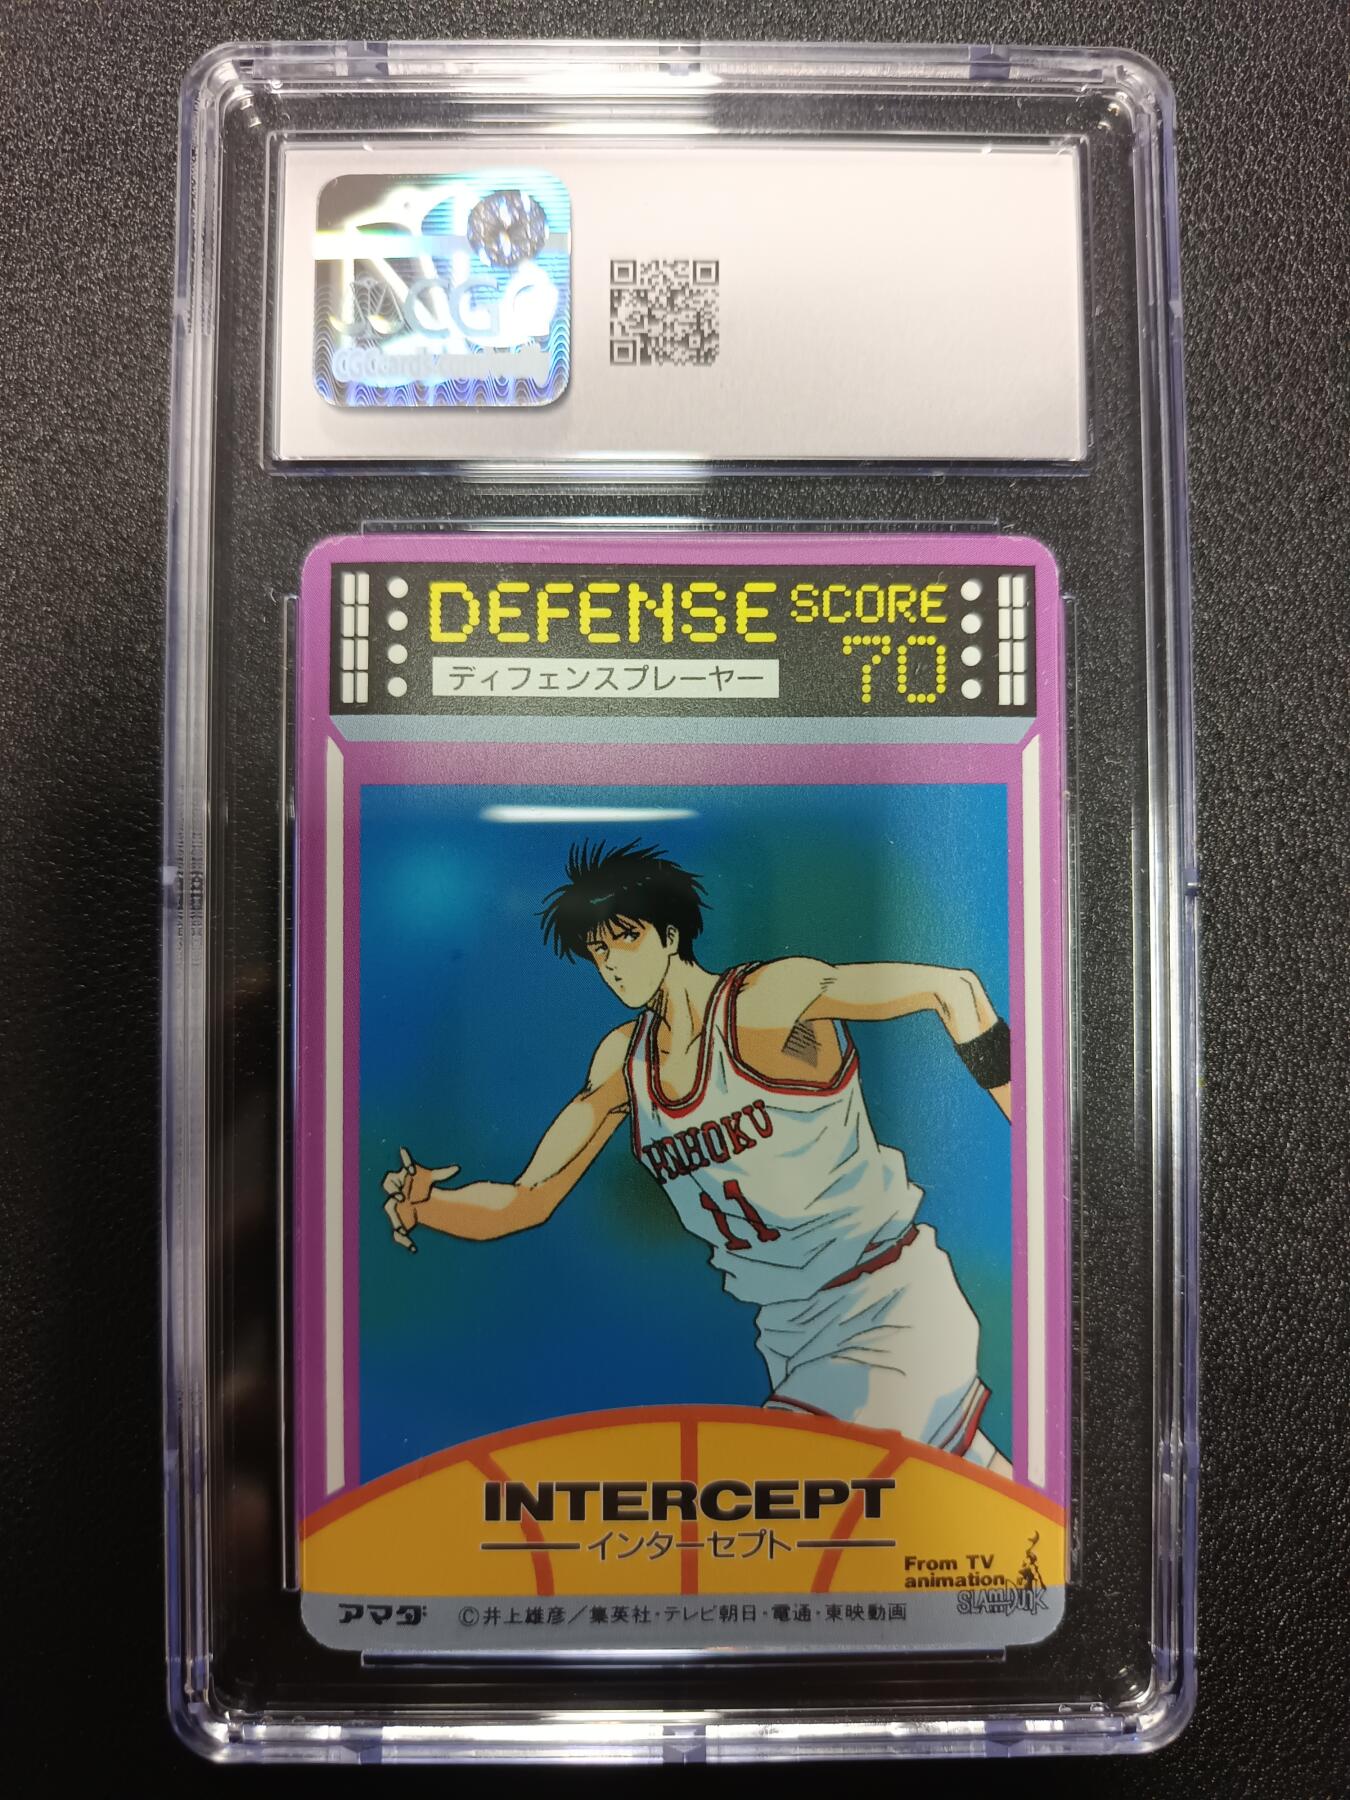 CGC
DEFENSE SCORE
ディフェンスプレーヤー 70
HOKU
11
INTERCEPT
インターセプト
From TV
animation
SLAM DUNK
アマダ ©井上雄彦／集英社・テレビ朝日・電通・東映動画